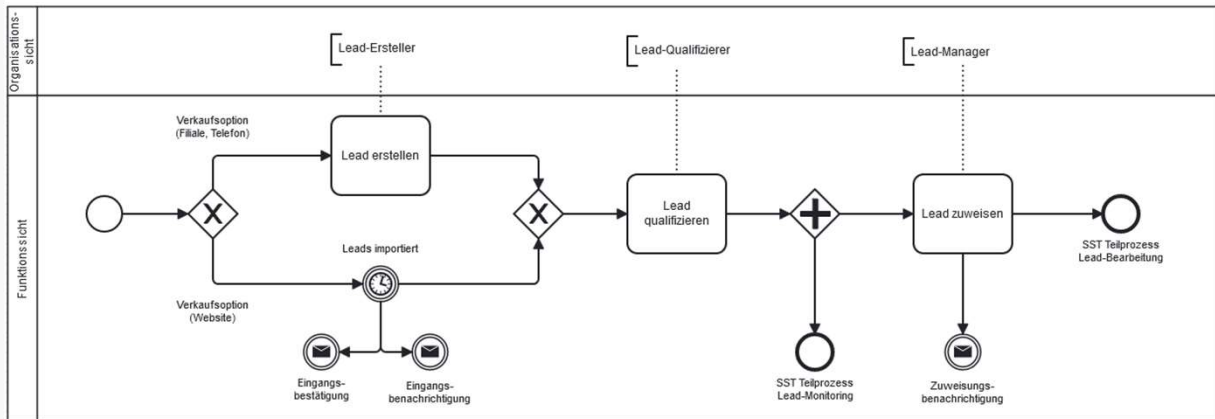 Organisations-
sicht
Lead-Ersteller
Lead-Qualifizierer
Lead-Manager
Funktionssicht
Verkaufsoption
(Filiale, Telefon)
Lead erstellen
Leads importiert
Verkaufsoption
(Website)
Eingangs-
bestätigung
Eingangs-
benachrichtigung
Lead
qualifizieren
SST Teilprozess
Lead-Monitoring
Lead zuweisen
Zuweisungs-
benachrichtigung
SST Teilprozess
Lead-Bearbeitung